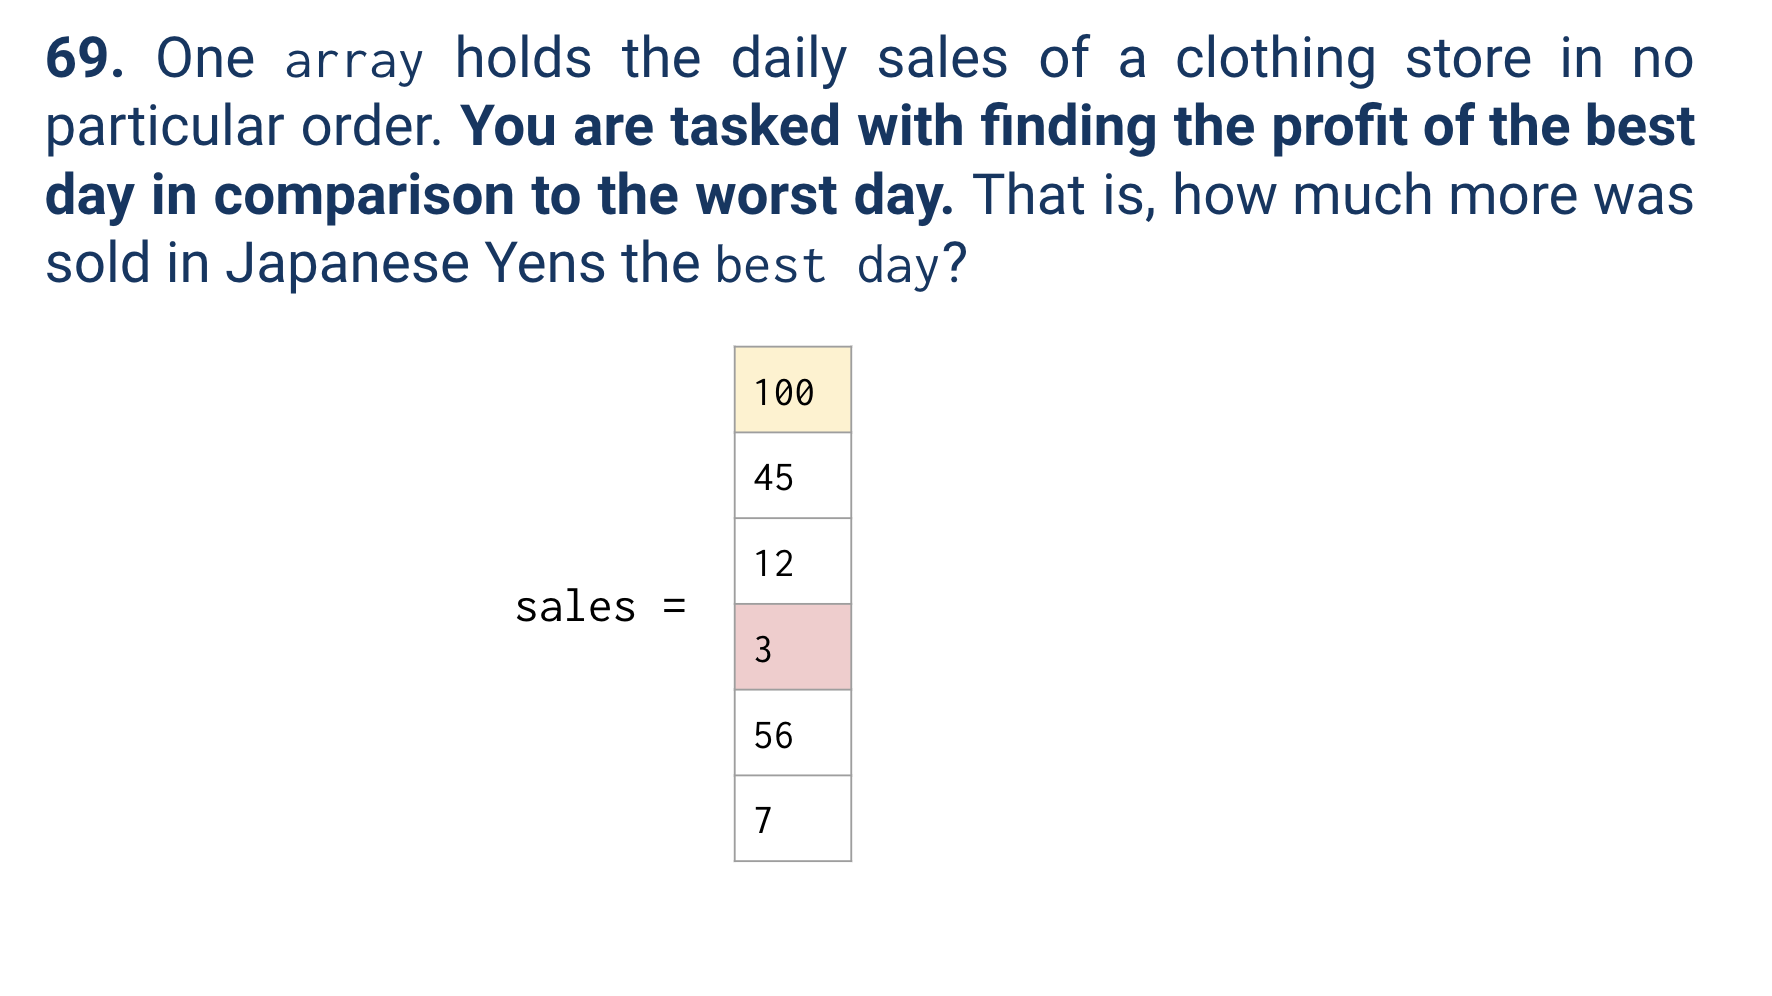 69. One array holds the daily sales of a clothing store in no
particular order. You are tasked with finding the profit of the best
day in comparison to the worst day. That is, how much more was
sold in Japanese Yens the best day?
100
45
12
sales =
3
56
7